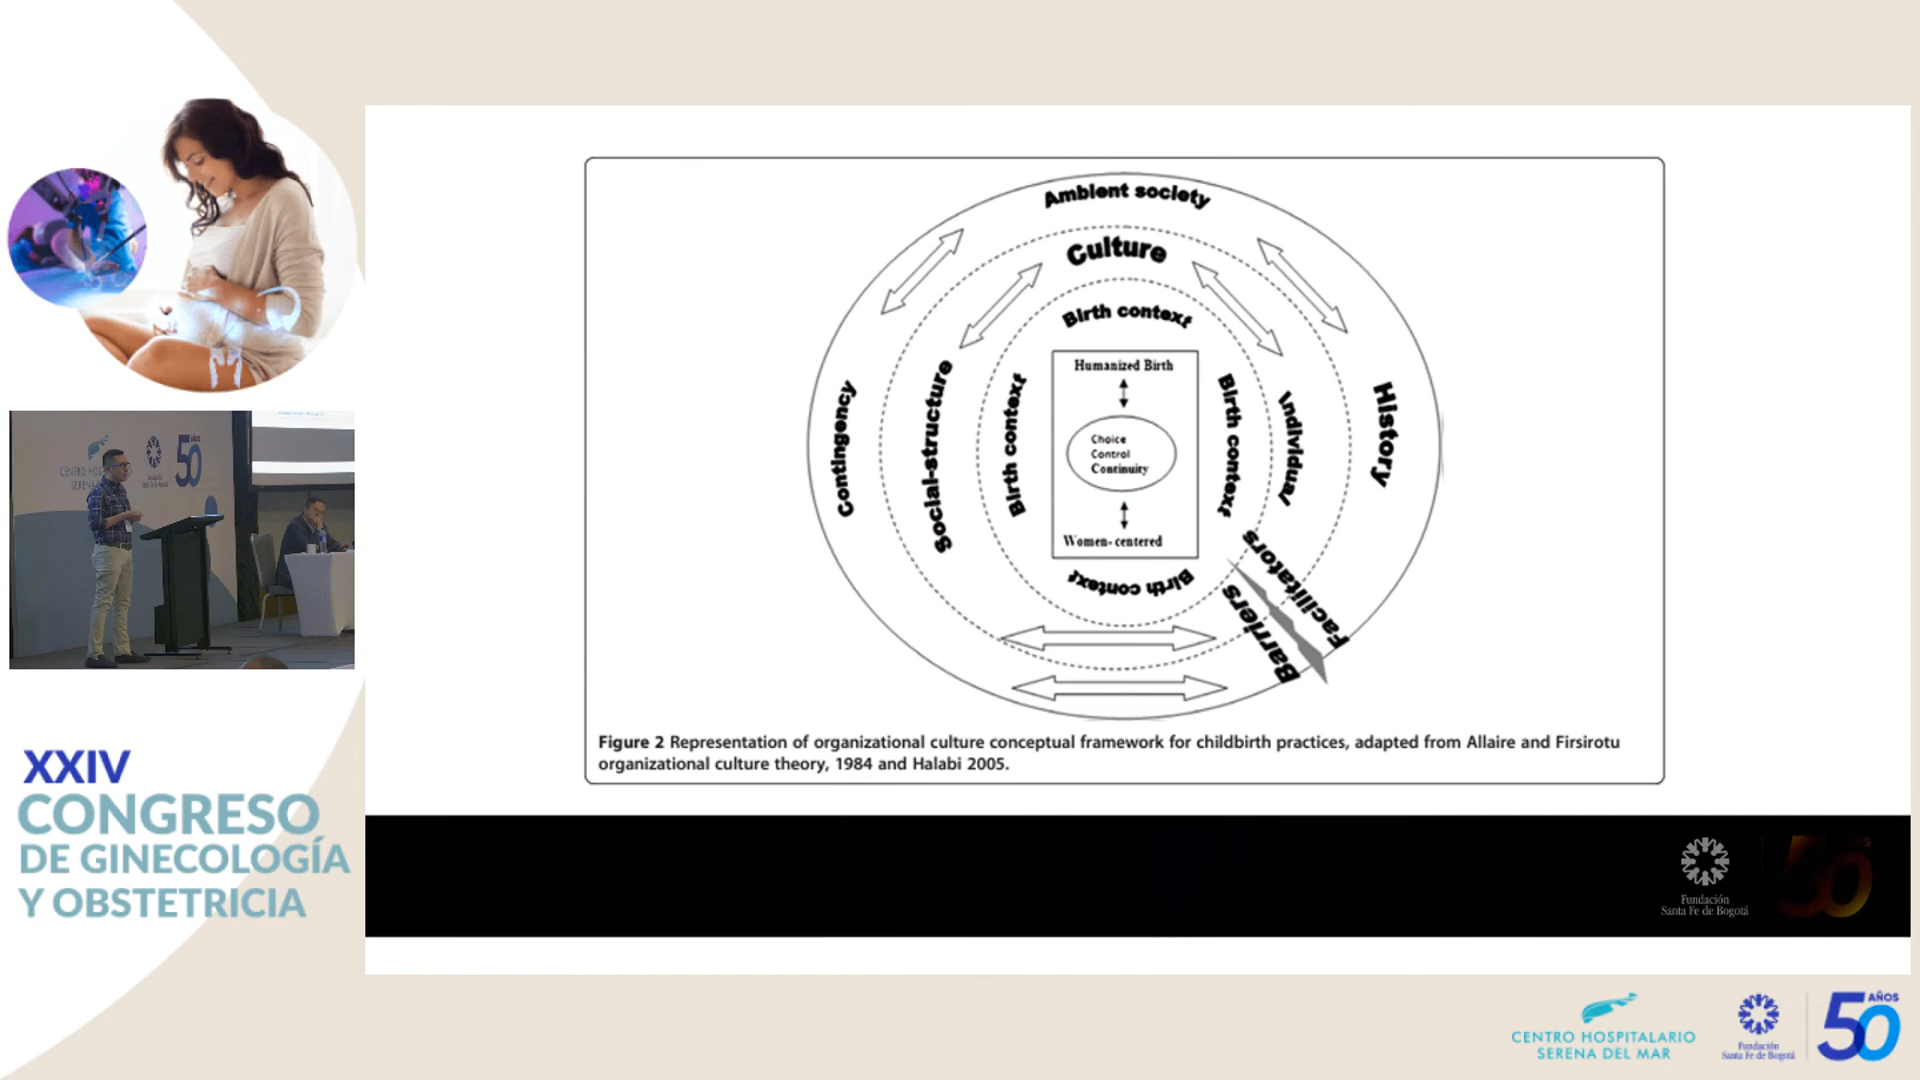 Ambient society
Culture
Birth context
Contingency
Social-structure
Birth context
Humanized Birth
Choice
Control
Continuity
Women-centered
Birth context
Individual
History
Birth context
Facilitators
Barriers
Figure 2 Representation of organizational culture conceptual framework for childbirth practices, adapted from Allaire and Firsirotu
organizational culture theory, 1984 and Halabi 2005.
50
XXIV
CONGRESO
DE GINECOLOGÍA
Y OBSTETRICIA
Fundación
Santa Fe de Bogotá
50
CENTRO HOSPITALARIO
SERENA DEL MAR
Fundación
Santa Fe de Bogotá
50 AÑOS